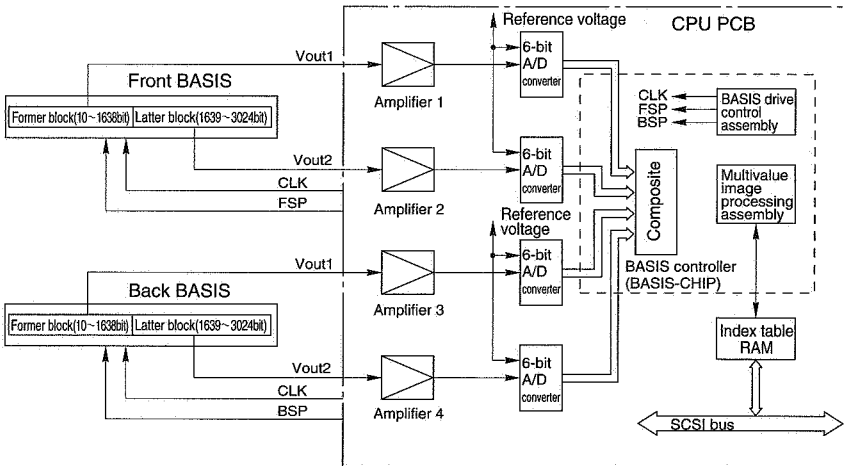 Reference voltage
CPU PCB
Vout1
6-bit
A/D
converter
Front BASIS
Amplifier 1
Former block(10~1638bit)
Latter block(1639~3024bit)
CLK
FSP
BSP
BASIS drive
control
assembly
Vout2
6-bit
A/D
converter
CLK
FSP
Amplifier 2
Composite
Multivalue
image
processing
assembly
Reference
voltage
Vout1
6-bit
A/D
converter
BASIS controller
(BASIS-CHIP)
Back BASIS
Amplifier 3
Former block(10~1638bit)
Latter block(1639~3024bit)
Index table
RAM
Vout2
6-bit
A/D
converter
CLK
BSP
Amplifier 4
SCSI bus